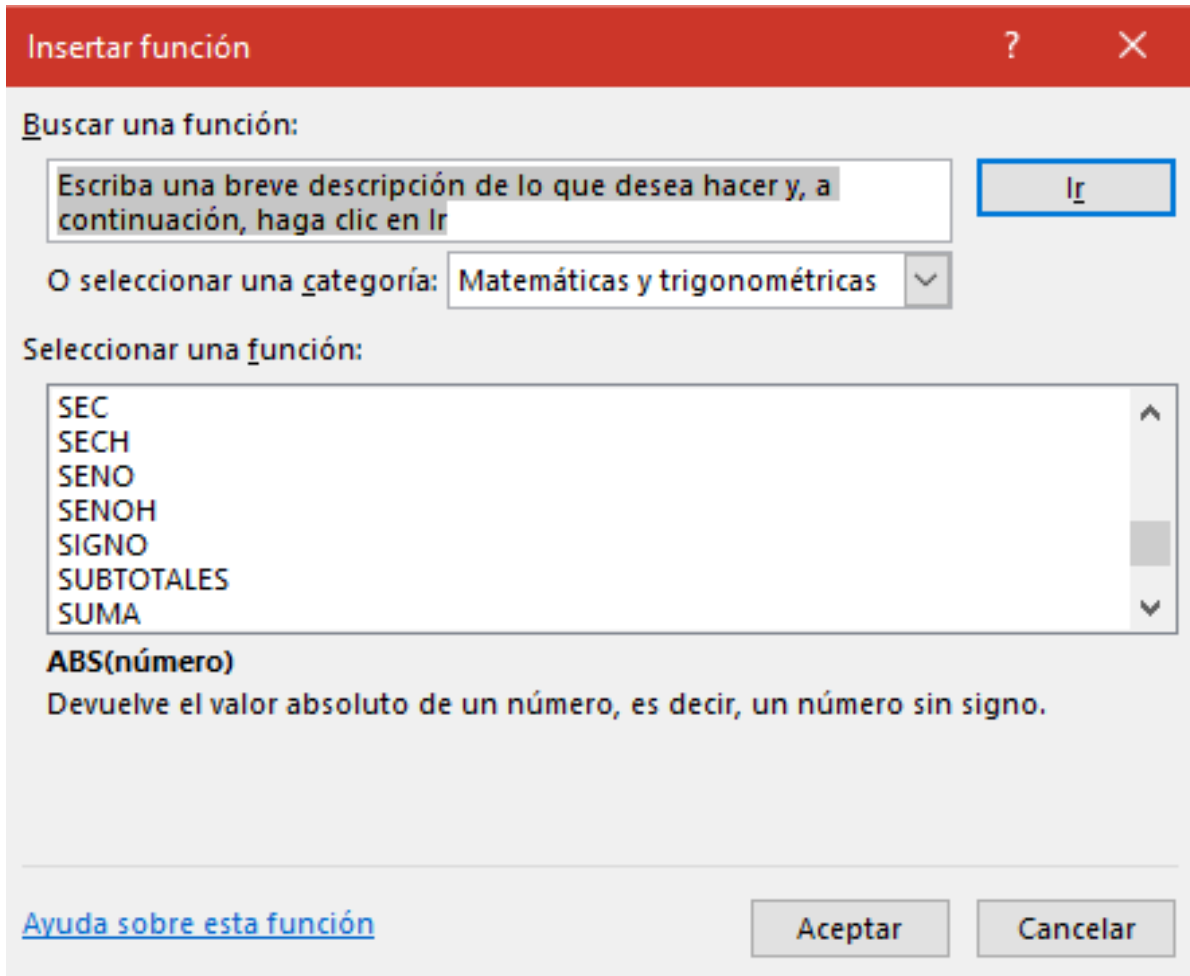 Insertar función ?
Buscar una función:
Escriba una breve descripción de lo que desea hacer y, a
continuación, haga clic en Ir
Ir
O seleccionar una categoría: Matemáticas y trigonométricas
Seleccionar una función:
SEC
SECH
SENO
SENOH
SIGNO
SUBTOTALES
SUMA
ABS(número)
Devuelve el valor absoluto de un número, es decir, un número sin signo.
Ayuda sobre esta función
Aceptar
Cancelar